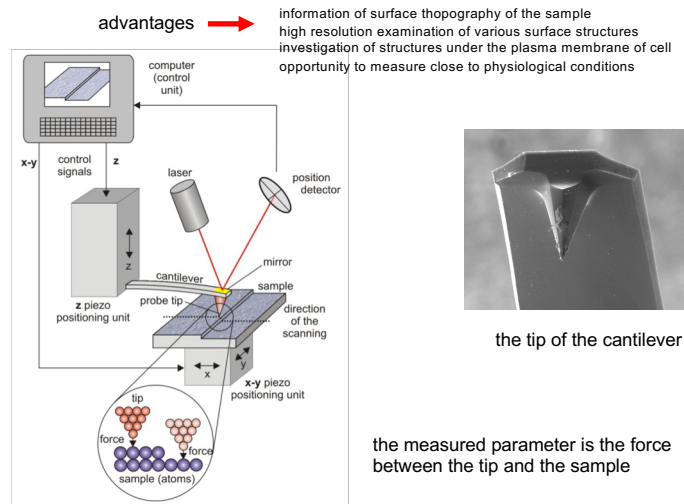 advantages
information of surface thopography of the sample
high resolution examination of various surface structures
investigation of structures under the plasma membrane of cell
opportunity to measure close to physiological conditions
computer
(control
unit)
x-y
control
signals
z
laser
position
detector
z
cantilever
mirror
sample
probe tip
z piezo
positioning unit
direction
of the
scanning
x
y
x-y piezo
positioning unit
tip
force
force
sample (atoms)
the tip of the cantilever
the measured parameter is the force
between the tip and the sample